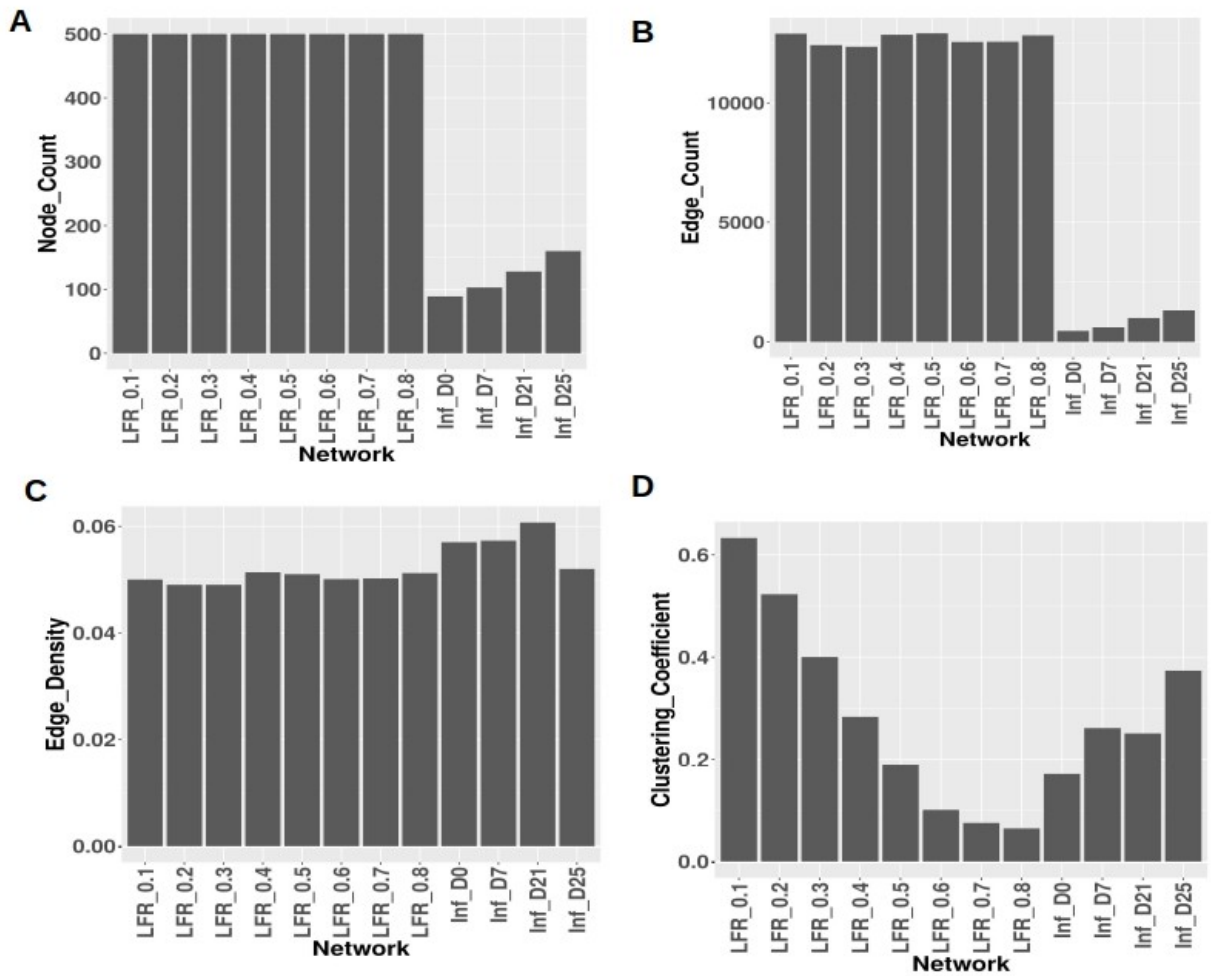 A
Node_Count
500
400
300
200
100
0
LFR_0.1
LFR_0.2
LFR_0.3
LFR_0.4
LFR_0.5
LFR_0.6
LFR_0.7
LFR_0.8
Inf_D0
Inf_D7
Inf_D21
Inf_D25
Network
B
Edge_Count
10000
5000
0
LFR_0.1
LFR_0.2
LFR_0.3
LFR_0.4
LFR_0.5
LFR_0.6
LFR_0.7
LFR_0.8
Inf_D0
Inf_D7
Inf_D21
Inf_D25
Network
C
Edge_Density
0.06
0.04
0.02
0.00
LFR_0.1
LFR_0.2
LFR_0.3
LFR_0.4
LFR_0.5
LFR_0.6
LFR_0.7
LFR_0.8
Inf_D0
Inf_D7
Inf_D21
Inf_D25
Network
D
Clustering_Coefficient
0.6
0.4
0.2
0.0
LFR_0.1
LFR_0.2
LFR_0.3
LFR_0.4
LFR_0.5
LFR_0.6
LFR_0.7
LFR_0.8
Inf_D0
Inf_D7
Inf_D21
Inf_D25
Network